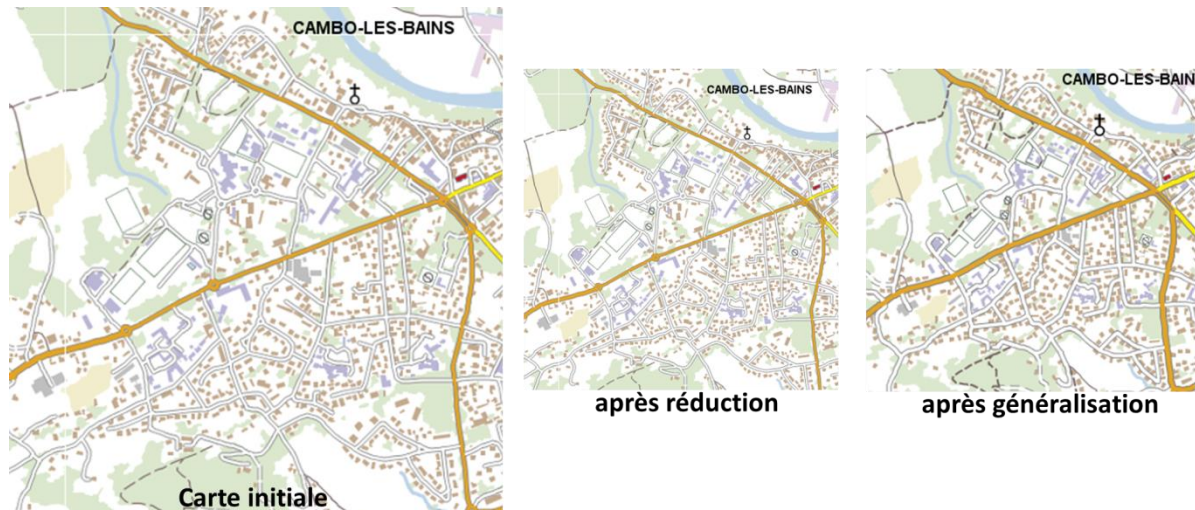 CAMBO-LES-BAINS
Carte initiale
CAMBO-LES-BAINS
après réduction
CAMBO-LES-BAIN
après généralisation